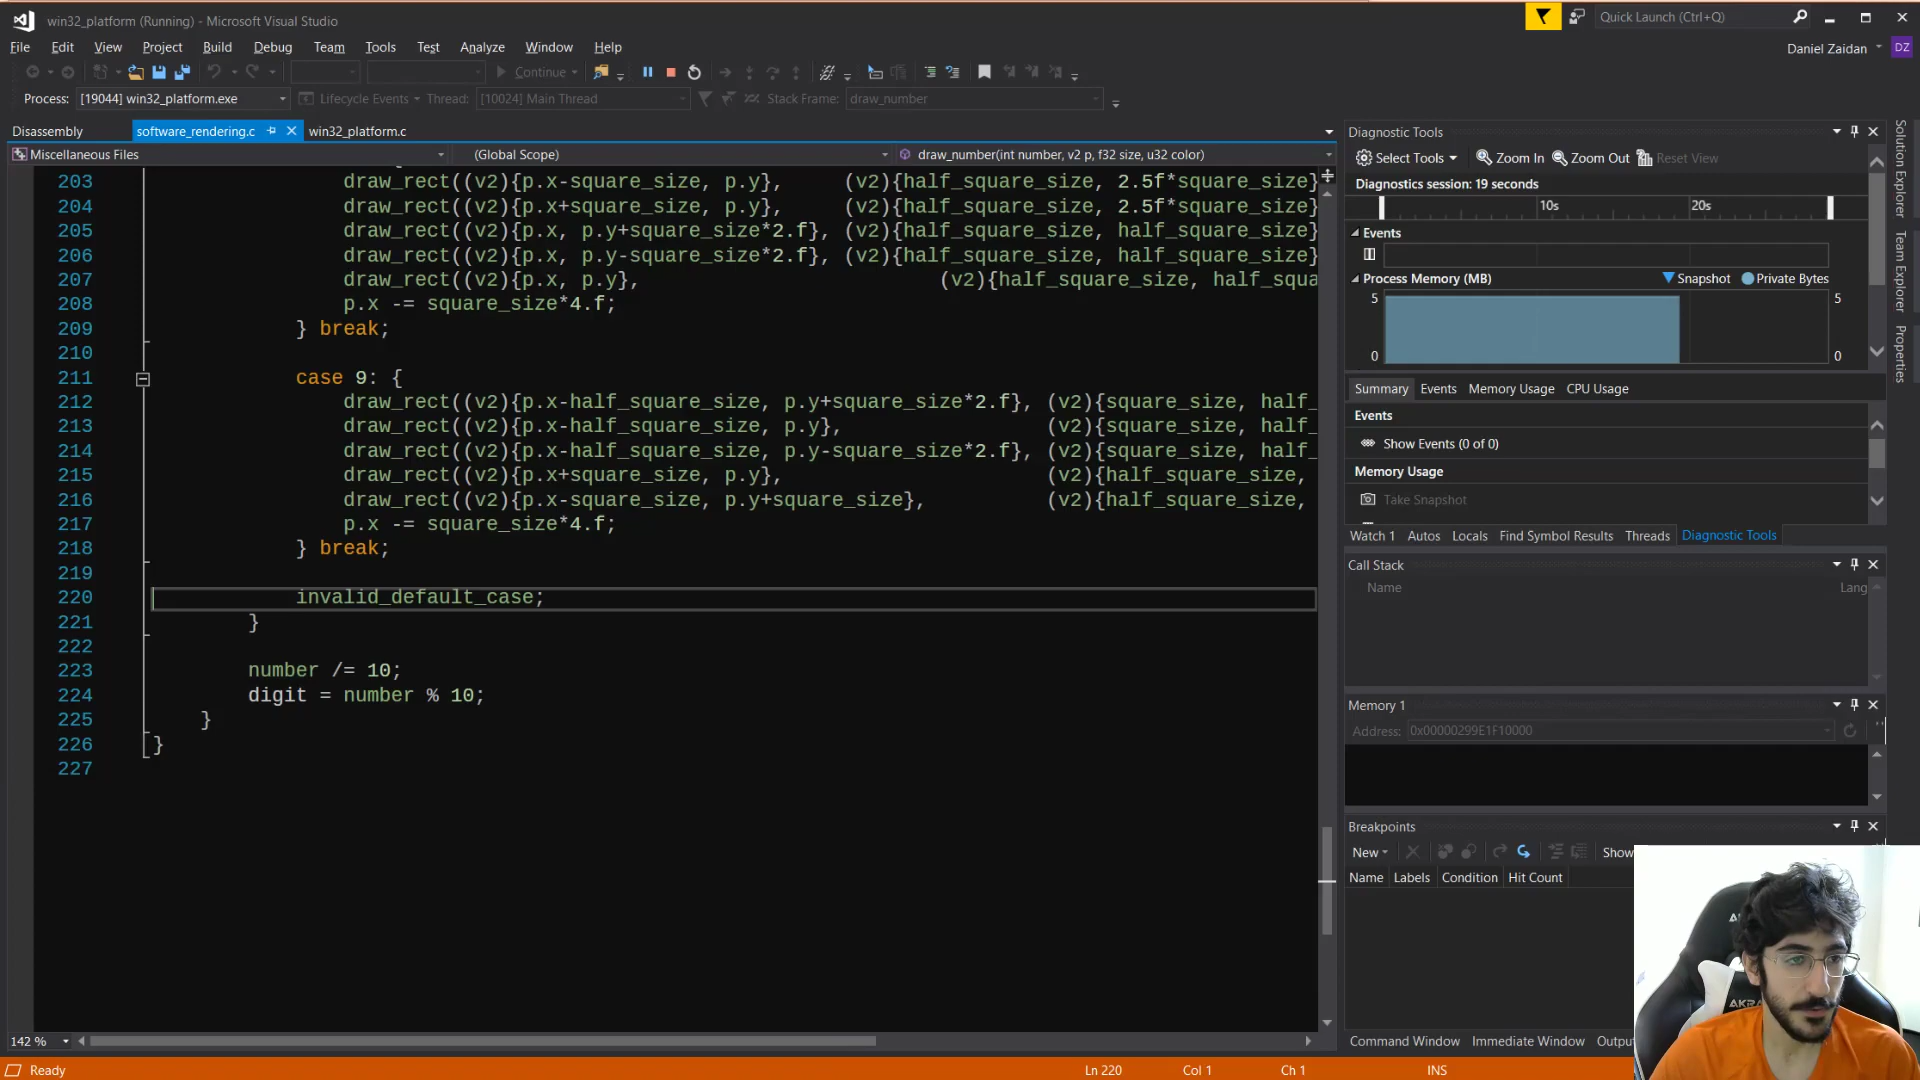 win32_platform (Running) - Microsoft Visual Studio
Quick Launch (Ctrl+Q)
File Edit View Project Build Debug Team Tools Test Analyze Window Help
Daniel Zaidan DZ
Continue
Process: [19044] win32_platform.exe Lifecycle Events Thread: [10024] Main Thread Stack Frame: draw_number
Disassembly software_rendering.c win32_platform.c
Miscellaneous Files (Global Scope) draw_number(int number, v2 p, f32 size, u32 color)
203 draw_rect((v2){p.x-square_size, p.y}, (v2){half_square_size, 2.5f*square_size}
204 draw_rect((v2){p.x+square_size, p.y}, (v2){half_square_size, 2.5f*square_size}
205 draw_rect((v2){p.x, p.y+square_size*2.f}, (v2){half_square_size, half_square_size}
206 draw_rect((v2){p.x, p.y-square_size*2.f}, (v2){half_square_size, half_square_size}
207 draw_rect((v2){p.x, p.y}, (v2){half_square_size, half_squa
208 p.x -= square_size*4.f;
209 } break;
210
211 case 9: {
212 draw_rect((v2){p.x-half_square_size, p.y+square_size*2.f}, (v2){square_size, half_
213 draw_rect((v2){p.x-half_square_size, p.y}, (v2){square_size, half_
214 draw_rect((v2){p.x-half_square_size, p.y-square_size*2.f}, (v2){square_size, half_
215 draw_rect((v2){p.x+square_size, p.y}, (v2){half_square_size,
216 draw_rect((v2){p.x-square_size, p.y+square_size}, (v2){half_square_size,
217 p.x -= square_size*4.f;
218 } break;
219
220 invalid_default_case;
221 }
222
223 number /= 10;
224 digit = number % 10;
225 }
226 }
227
142 %
Diagnostic Tools
Select Tools Zoom In Zoom Out Reset View
Diagnostics session: 19 seconds
10s 20s
Events
Process Memory (MB) Snapshot Private Bytes
5 5
0 0
Summary Events Memory Usage CPU Usage
Events
Show Events (0 of 0)
Memory Usage
Take Snapshot
Watch 1 Autos Locals Find Symbol Results Threads Diagnostic Tools
Call Stack
Name Lang
Memory 1
Address: 0x00000299E1F10000
Breakpoints
New Show
Name Labels Condition Hit Count
Command Window Immediate Window Outpu
Solution Explorer
Team Explorer
Properties
Ready Ln 220 Col 1 Ch 1 INS